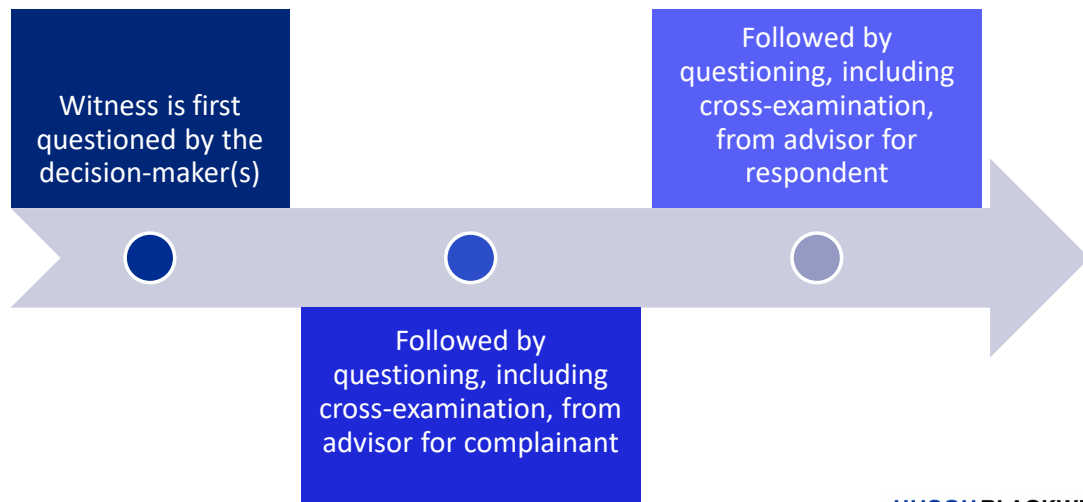 Witness is first
questioned by the
decision-maker(s)
Followed by
questioning, including
cross-examination, from
advisor for complainant
Followed by
questioning, including
cross-examination,
from advisor for
respondent